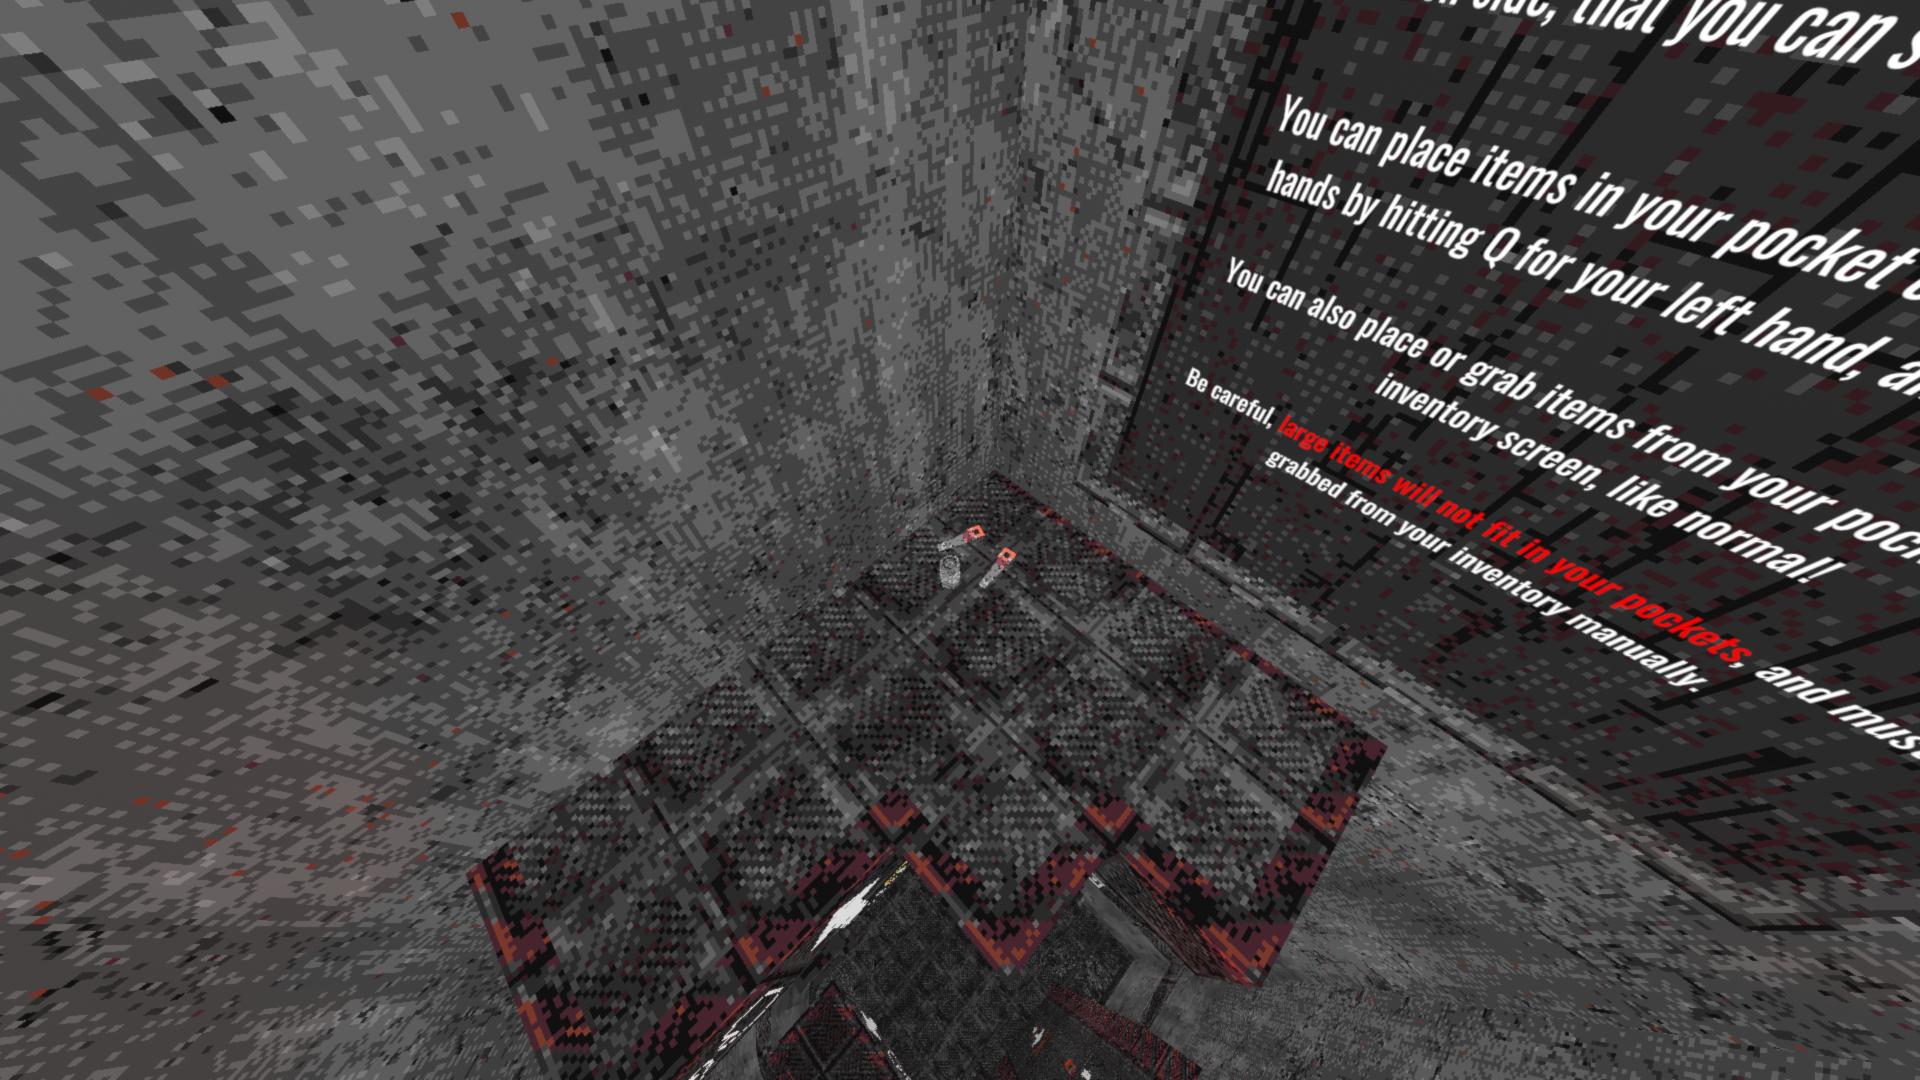 that you can
You can place items in your pocket
hands by hitting Q for your left hand,
You can also place or grab items from your
inventory screen, like normal!
Be careful, large items will not fit in your pockets, and must
grabbed from your inventory manually.